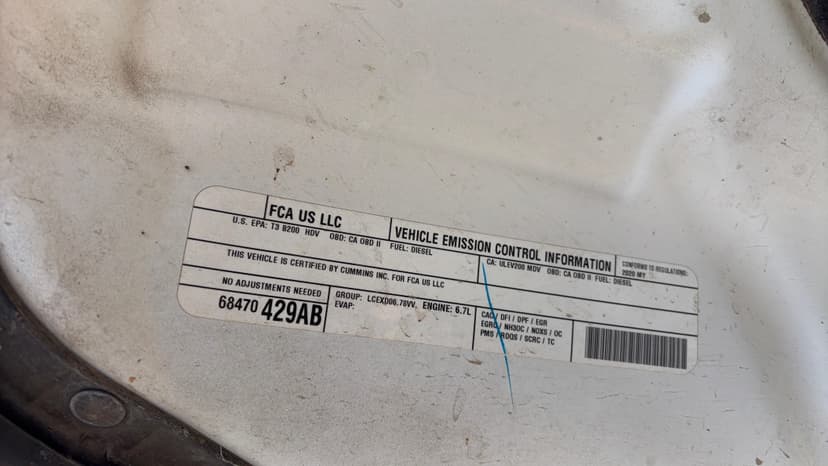 FCA US LLC
VEHICLE EMISSION CONTROL INFORMATION
CONFORMS TO REGULATIONS:
2020 MY
U.S. EPA: T3 B200 HDV OBD: CA OBD II FUEL: DIESEL
CA: ULEV200 MDV OBD: CA OBD II FUEL: DIESEL
THIS VEHICLE IS CERTIFIED BY CUMMINS INC. FOR FCA US LLC
NO ADJUSTMENTS NEEDED
68470 429AB
GROUP: LCEXD06.78VV. ENGINE: 6.7L
EVAP:
CAC / DFI / DPF / EGR
EGRC / NH3OC / NOXS / OC
PMS / RDQS / SCRC / TC